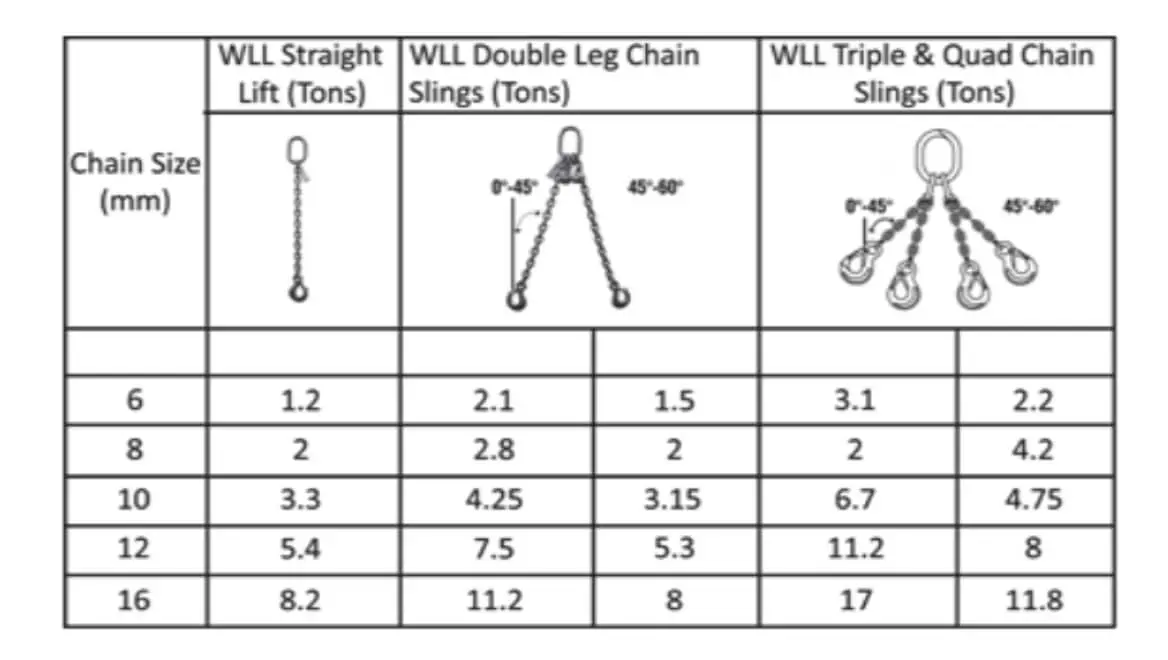 WLL Straight Lift (Tons)
WLL Double Leg Chain Slings (Tons)
WLL Triple & Quad Chain Slings (Tons)
Chain Size (mm)
0°-45°
45°-60°
0°-45°
45°-60°
6 1.2 2.1 1.5 3.1 2.2
8 2 2.8 2 2 4.2
10 3.3 4.25 3.15 6.7 4.75
12 5.4 7.5 5.3 11.2 8
16 8.2 11.2 8 17 11.8